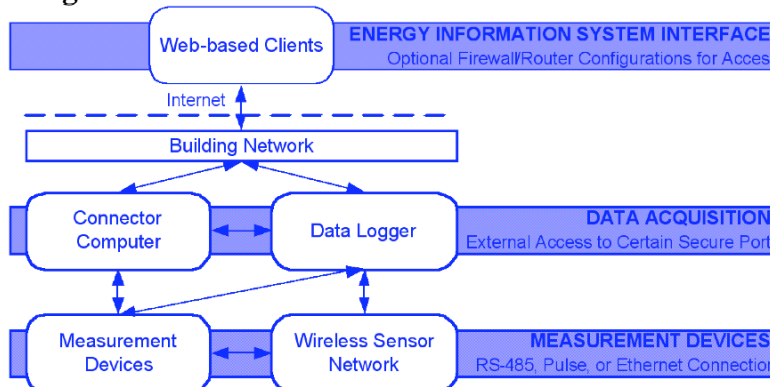 Web-based Clients
ENERGY INFORMATION SYSTEM INTERFACE
Optional Firewall/Router Configurations for Acces
Internet
Building Network
Connector
Computer
Data Logger
DATA ACQUISITION
External Access to Certain Secure Port
Measurement
Devices
Wireless Sensor
Network
MEASUREMENT DEVICES
RS-485, Pulse, or Ethernet Connection